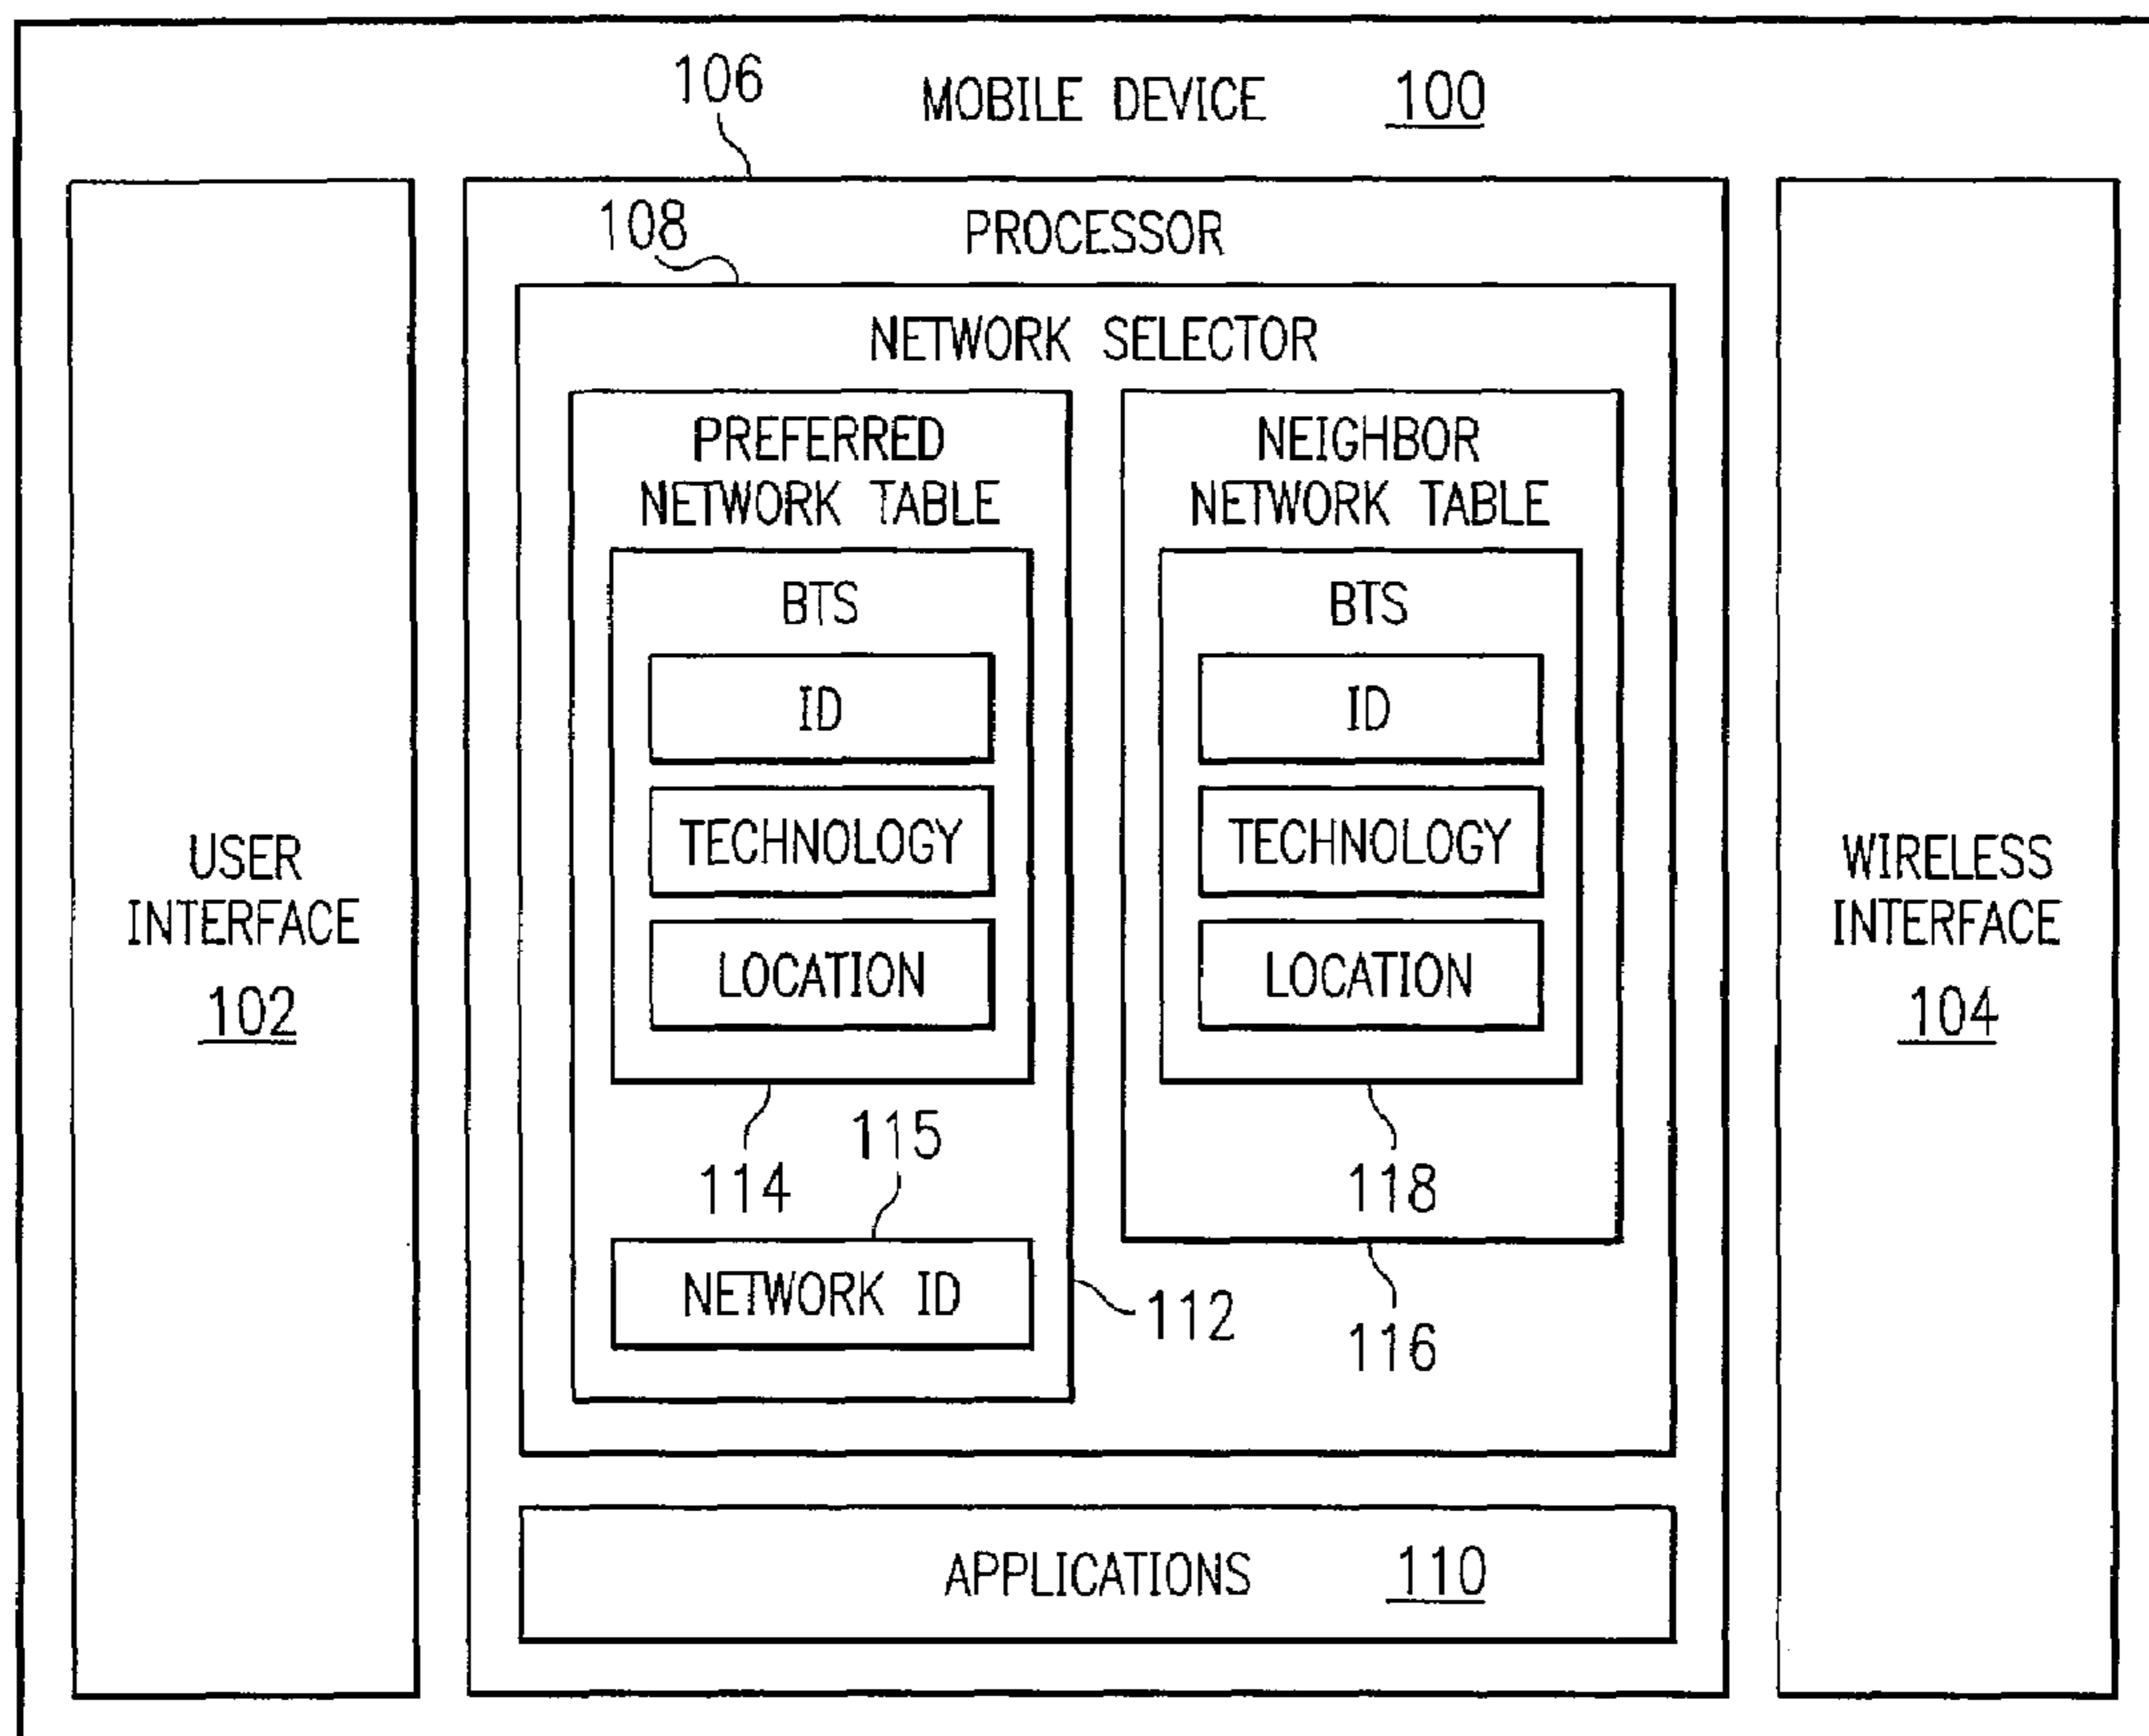 106
MOBILE DEVICE 100
108
PROCESSOR
NETWORK SELECTOR
PREFERRED
NETWORK TABLE
BTS
ID
TECHNOLOGY
LOCATION
114
115
NETWORK ID
112
NEIGHBOR
NETWORK TABLE
BTS
ID
TECHNOLOGY
LOCATION
118
116
USER
INTERFACE
102
WIRELESS
INTERFACE
104
APPLICATIONS 110